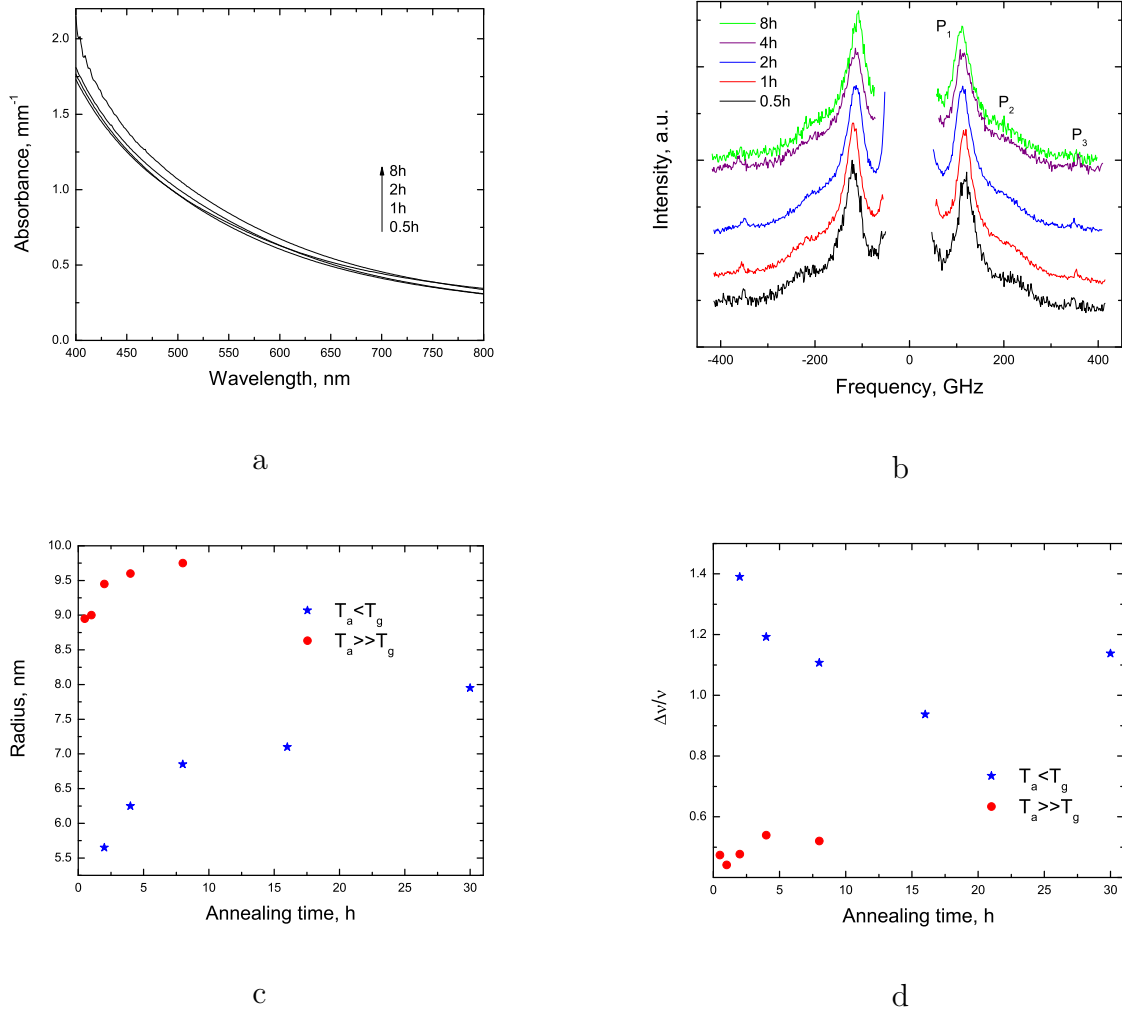 2.0
1.5
1.0
0.5
0.0
Absorbance, mm-1
8h
2h
1h
0.5h
400 450 500 550 600 650 700 750 800
Wavelength, nm
a
8h
4h
2h
1h
0.5h
P1
P2
P3
Intensity, a.u.
-400 -200 0 200 400
Frequency, GHz
b
10.0
9.5
9.0
8.5
8.0
7.5
7.0
6.5
6.0
5.5
Radius, nm
Ta<Tg
Ta>>Tg
0 5 10 15 20 25 30
Annealing time, h
c
1.4
1.2
1.0
0.8
0.6
Δν/ν
Ta<Tg
Ta>>Tg
0 5 10 15 20 25 30
Annealing time, h
d